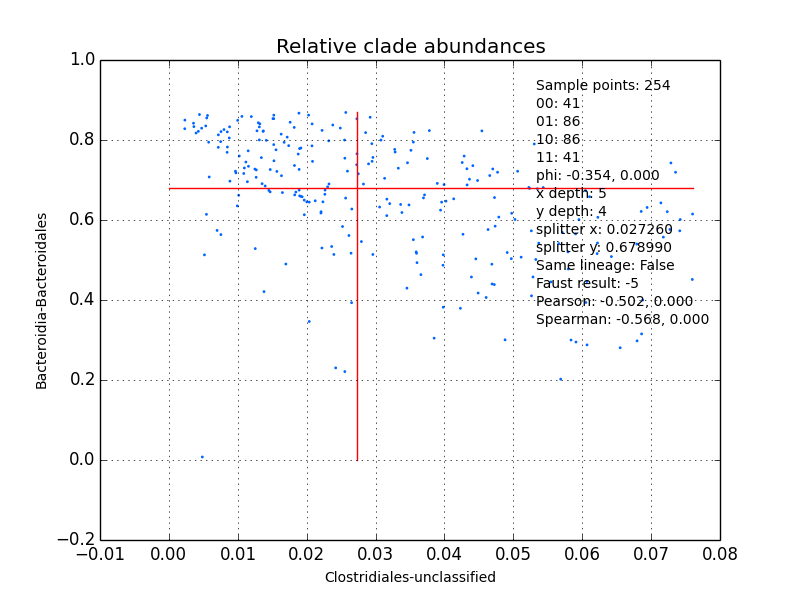 Relative clade abundances
Sample points: 254
00: 41
01: 86
10: 86
11: 41
phi: -0.354, 0.000
x depth: 5
y depth: 4
splitter x: 0.027260
splitter y: 0.678990
Same lineage: False
Faust result: -5
Pearson: -0.502, 0.000
Spearman: -0.568, 0.000
1.0
0.8
0.6
0.4
0.2
0.0
−0.2
Bacteroidia-Bacteroidales
−0.01 0.00 0.01 0.02 0.03 0.04 0.05 0.06 0.07 0.08
Clostridiales-unclassified